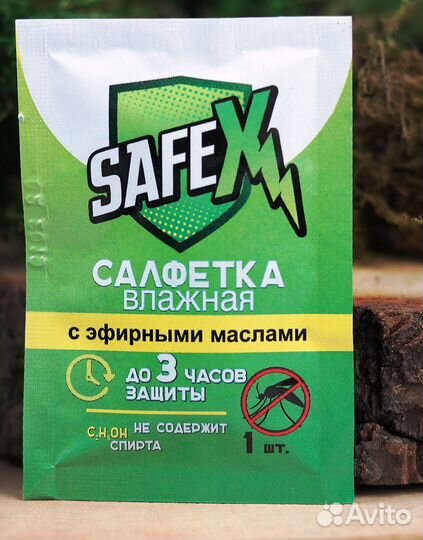 SAFEX
САЛФЕТКА
влажная
с эфирными маслами
ДО 3 ЧАСОВ
ЗАЩИТЫ
C₂H₅OH НЕ СОДЕРЖИТ
СПИРТА
1 шт.
Avito